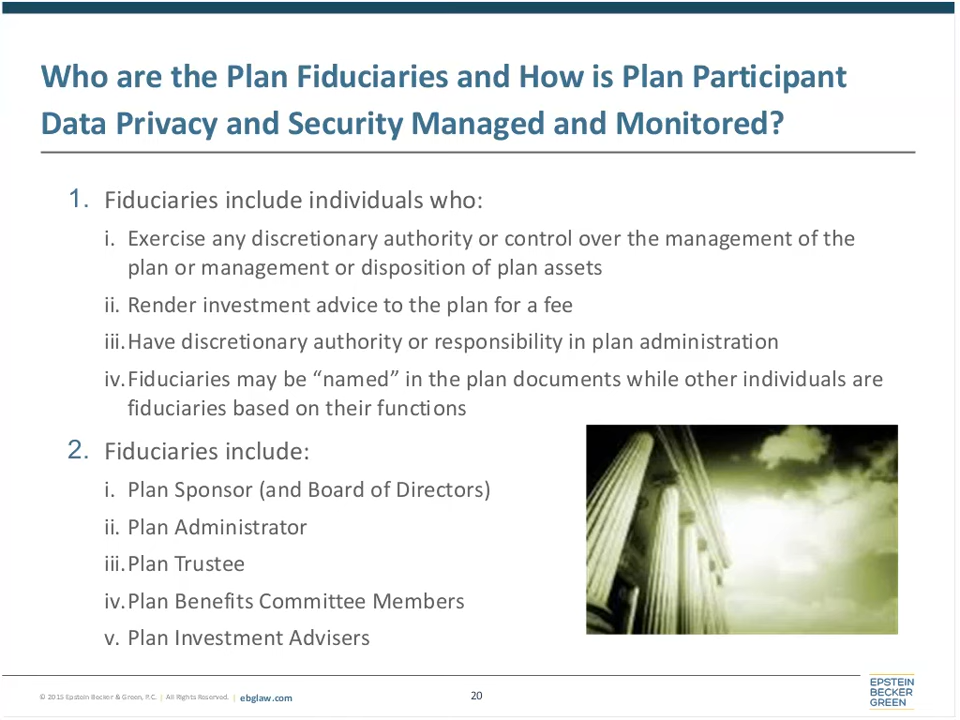 Who are the Plan Fiduciaries and How is Plan Participant
Data Privacy and Security Managed and Monitored?
1. Fiduciaries include individuals who:
i. Exercise any discretionary authority or control over the management of the
plan or management or disposition of plan assets
ii. Render investment advice to the plan for a fee
iii. Have discretionary authority or responsibility in plan administration
iv. Fiduciaries may be “named” in the plan documents while other individuals are
fiduciaries based on their functions
2. Fiduciaries include:
i. Plan Sponsor (and Board of Directors)
ii. Plan Administrator
iii. Plan Trustee
iv. Plan Benefits Committee Members
v. Plan Investment Advisers
© 2015 Epstein Becker & Green, P.C. | All Rights Reserved. | ebglaw.com
20
EPSTEIN
BECKER
GREEN